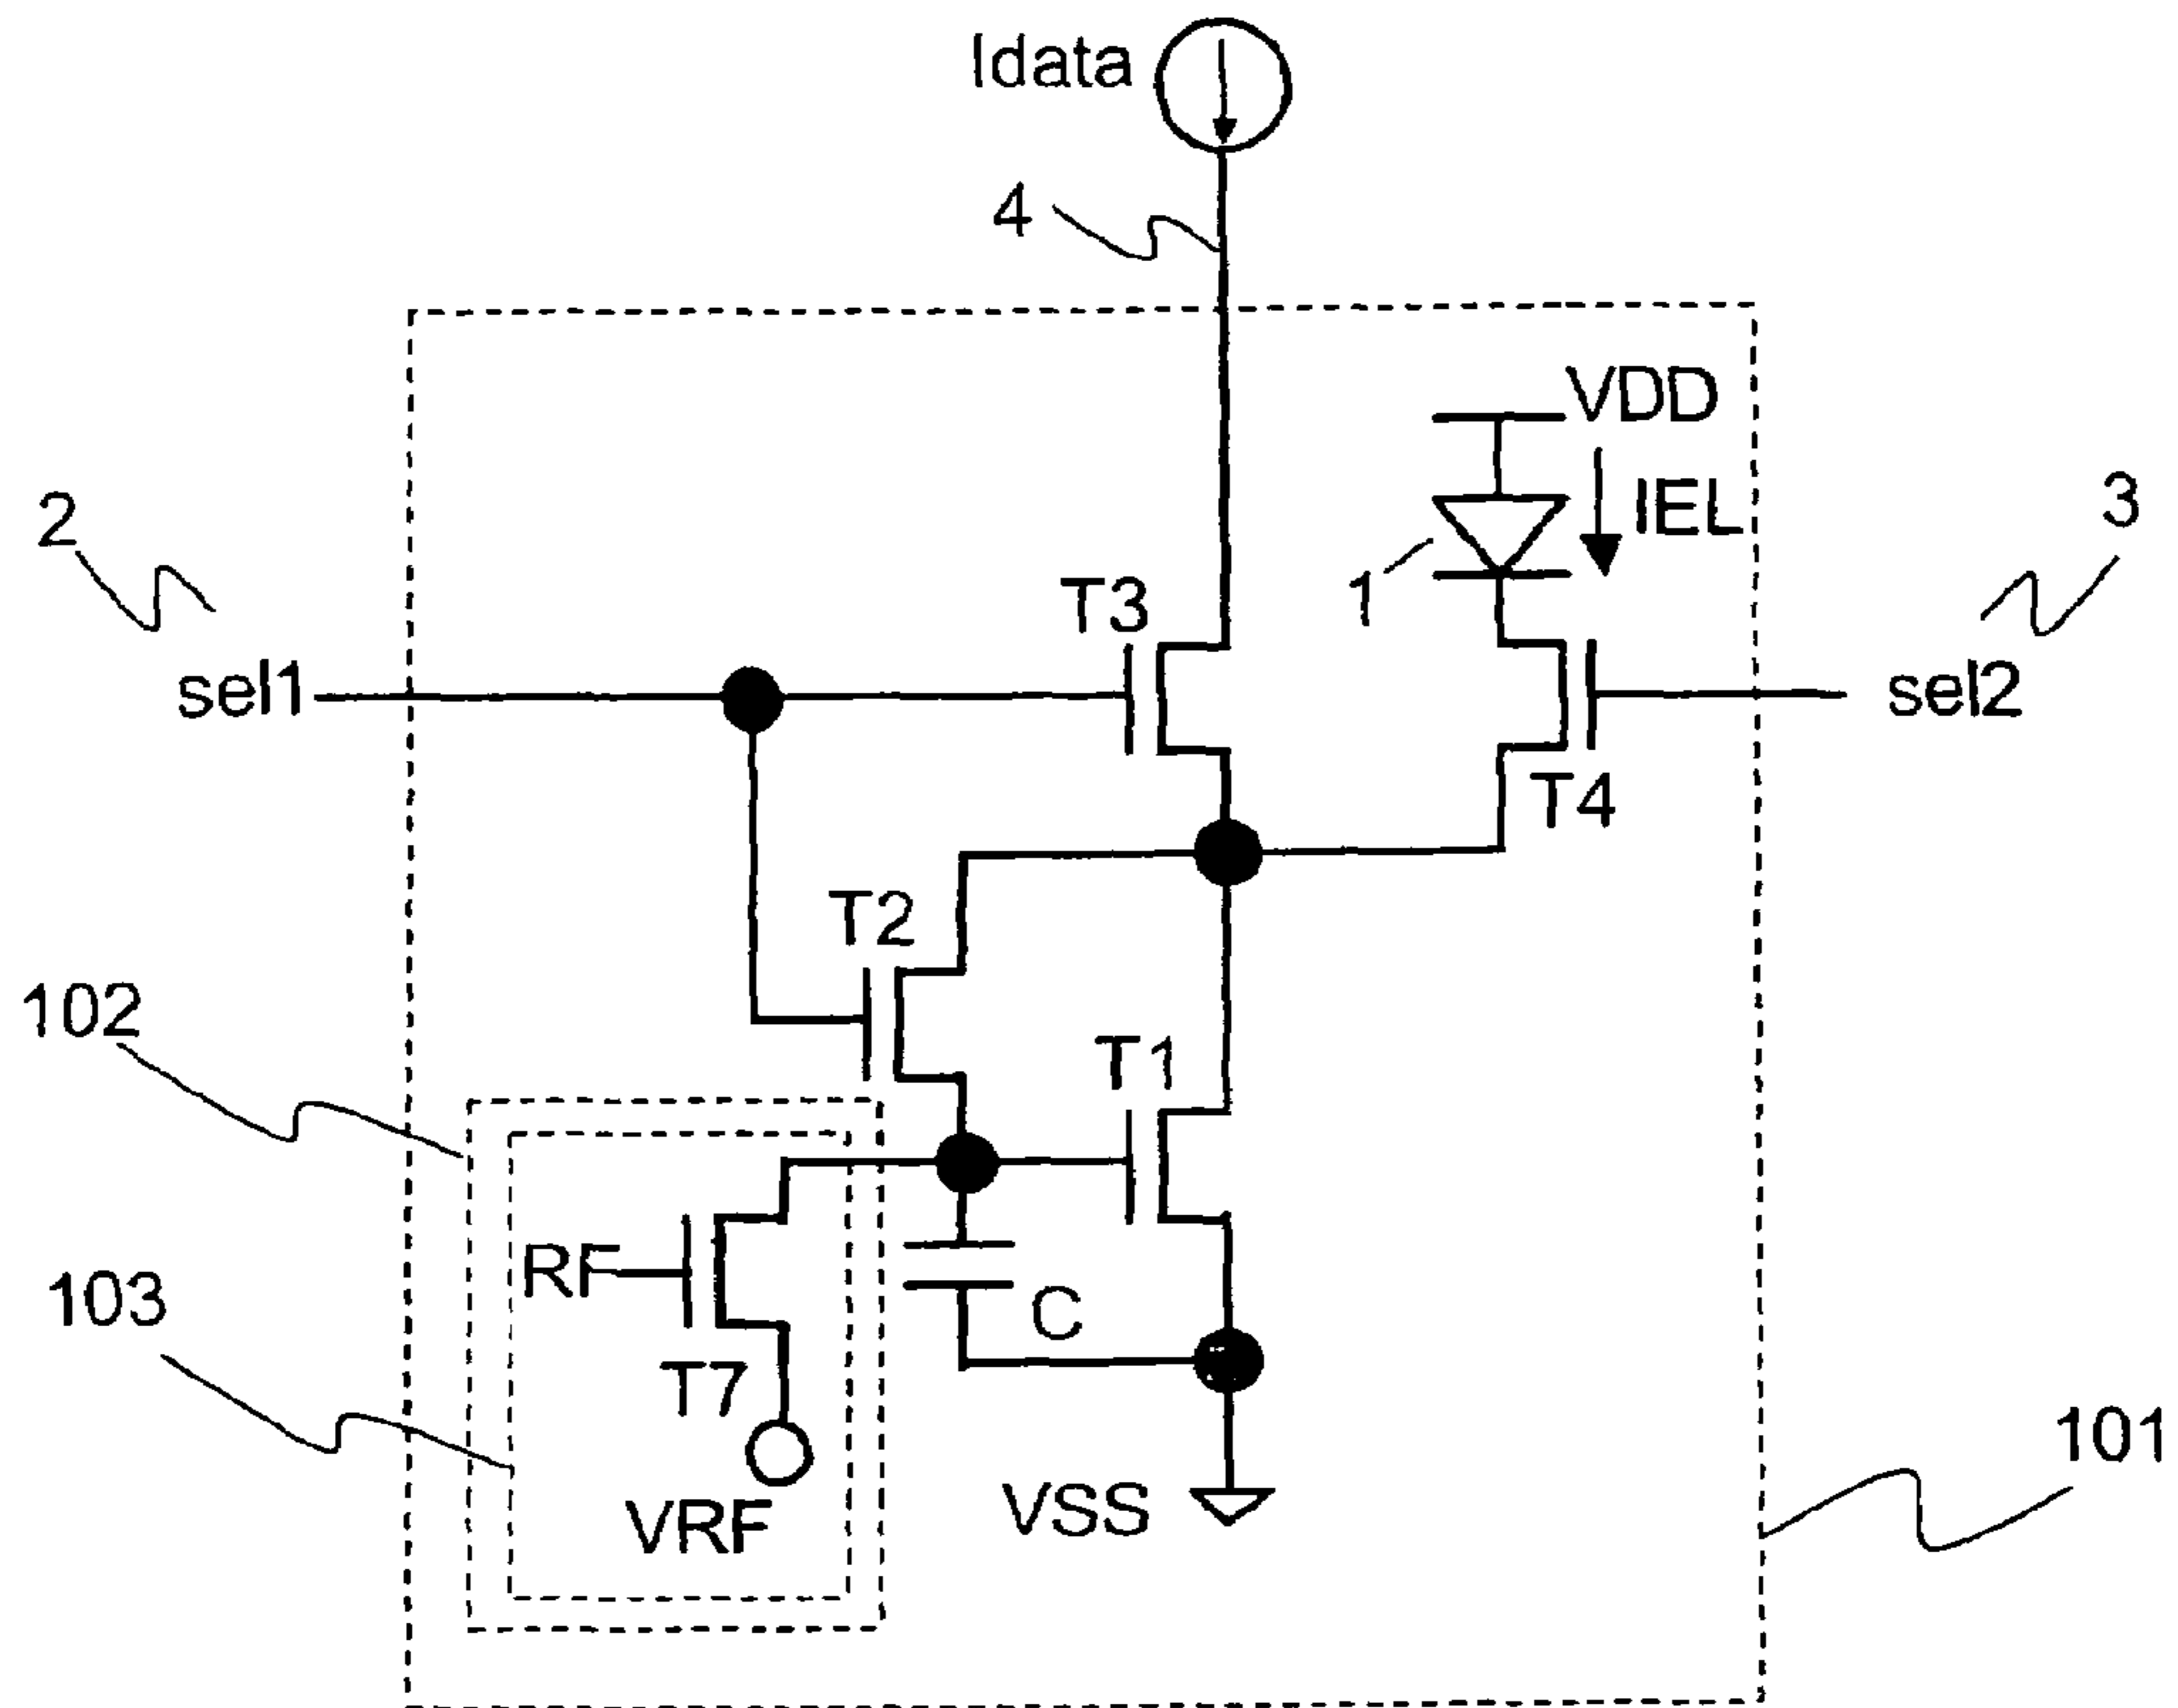 Idata
4
VDD
IEL
2
3
1
T3
sel1
sel2
T4
T2
102
T1
RF
103
C
T7
101
VSS
VRF